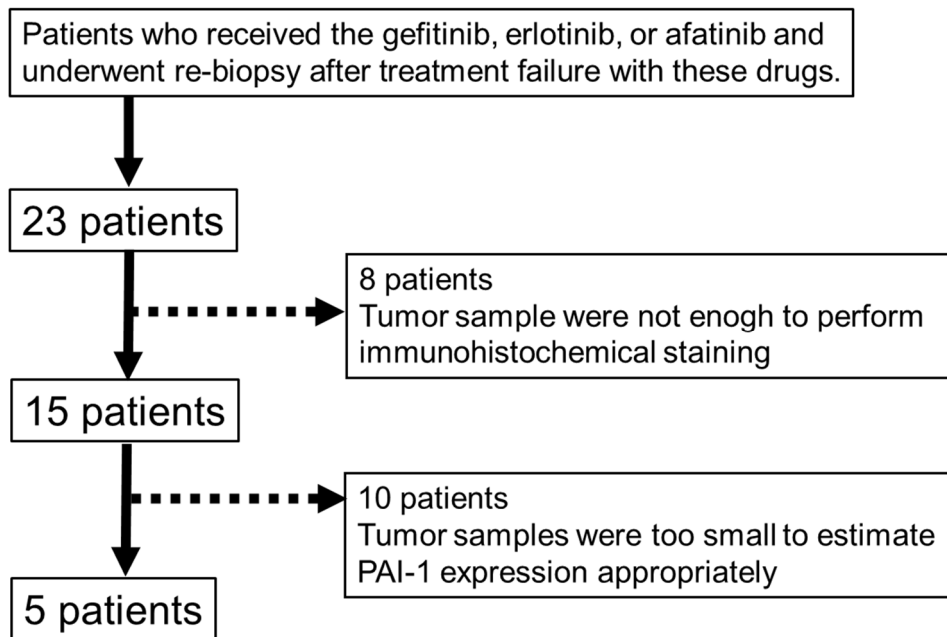 Patients who received the gefitinib, erlotinib, or afatinib and
underwent re-biopsy after treatment failure with these drugs.
23 patients
8 patients
Tumor sample were not enogh to perform
immunohistochemical staining
15 patients
10 patients
Tumor samples were too small to estimate
PAI-1 expression appropriately
5 patients